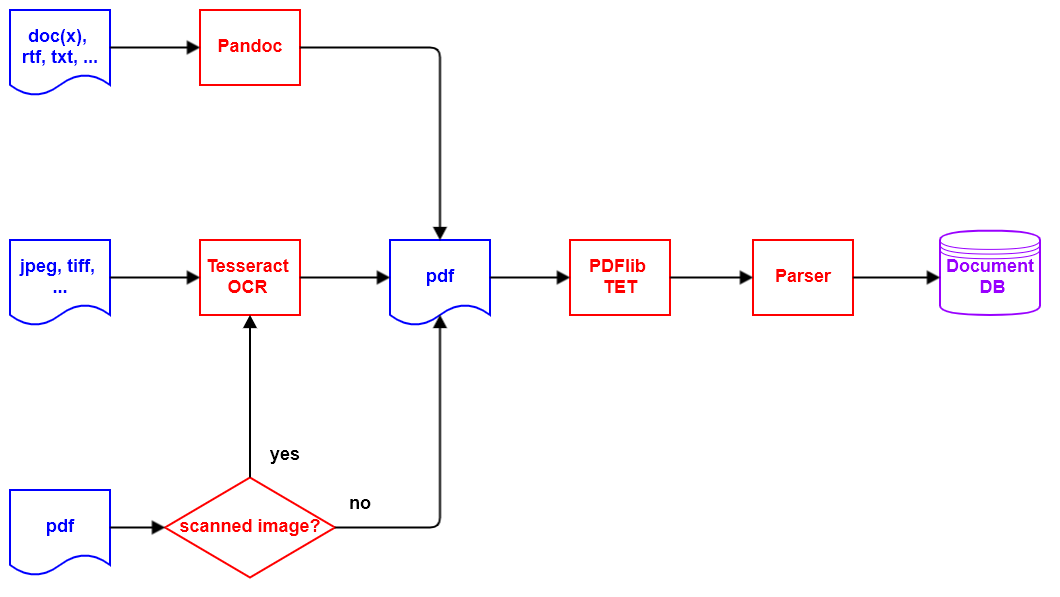 doc(x),
rtf, txt, ...
Pandoc
jpeg, tiff,
...
Tesseract
OCR
pdf
PDFlib
TET
Parser
Document
DB
yes
no
pdf
scanned image?